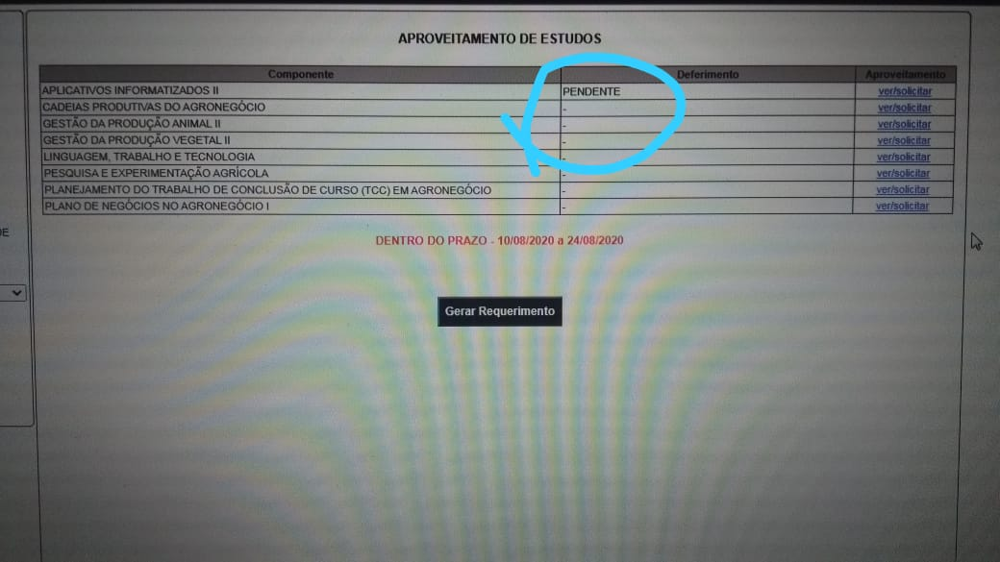 APROVEITAMENTO DE ESTUDOS
Componente Deferimento Aproveitamento
APLICATIVOS INFORMATIZADOS II PENDENTE ver/solicitar
CADEIAS PRODUTIVAS DO AGRONEGÓCIO - ver/solicitar
GESTÃO DA PRODUÇÃO ANIMAL II - ver/solicitar
GESTÃO DA PRODUÇÃO VEGETAL II - ver/solicitar
LINGUAGEM, TRABALHO E TECNOLOGIA - ver/solicitar
PESQUISA E EXPERIMENTAÇÃO AGRÍCOLA - ver/solicitar
PLANEJAMENTO DO TRABALHO DE CONCLUSÃO DE CURSO (TCC) EM AGRONEGÓCIO - ver/solicitar
PLANO DE NEGÓCIOS NO AGRONEGÓCIO I - ver/solicitar
DE
DENTRO DO PRAZO - 10/08/2020 a 24/08/2020
Gerar Requerimento